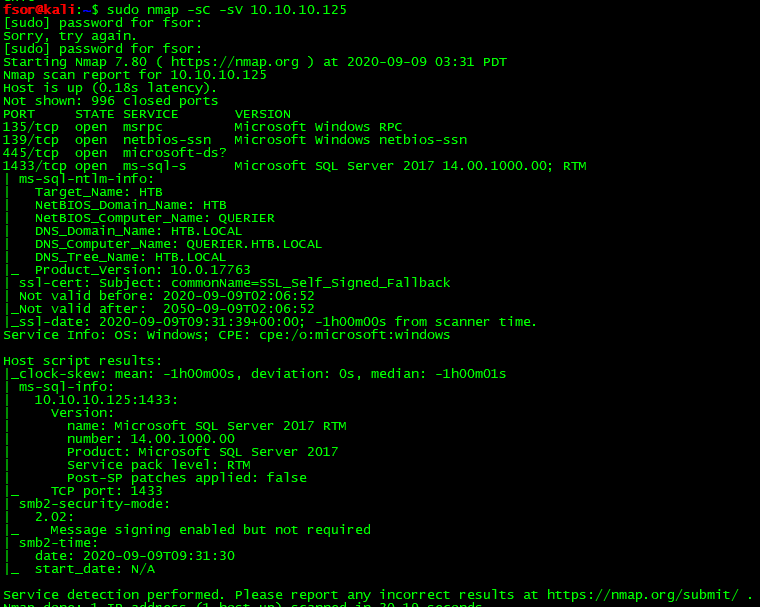 fsor@kali:~$ sudo nmap -sC -sV 10.10.10.125
[sudo] password for fsor:
Sorry, try again.
[sudo] password for fsor:
Starting Nmap 7.80 ( https://nmap.org ) at 2020-09-09 03:31 PDT
Nmap scan report for 10.10.10.125
Host is up (0.18s latency).
Not shown: 996 closed ports
PORT     STATE SERVICE       VERSION
135/tcp  open  msrpc         Microsoft Windows RPC
139/tcp  open  netbios-ssn   Microsoft Windows netbios-ssn
445/tcp  open  microsoft-ds?
1433/tcp open  ms-sql-s      Microsoft SQL Server 2017 14.00.1000.00; RTM
| ms-sql-ntlm-info:
|   Target_Name: HTB
|   NetBIOS_Domain_Name: HTB
|   NetBIOS_Computer_Name: QUERIER
|   DNS_Domain_Name: HTB.LOCAL
|   DNS_Computer_Name: QUERIER.HTB.LOCAL
|   DNS_Tree_Name: HTB.LOCAL
|_  Product_Version: 10.0.17763
| ssl-cert: Subject: commonName=SSL_Self_Signed_Fallback
| Not valid before: 2020-09-09T02:06:52
|_Not valid after:  2050-09-09T02:06:52
|_ssl-date: 2020-09-09T09:31:39+00:00; -1h00m00s from scanner time.
Service Info: OS: Windows; CPE: cpe:/o:microsoft:windows

Host script results:
|_clock-skew: mean: -1h00m00s, deviation: 0s, median: -1h00m01s
| ms-sql-info:
|   10.10.10.125:1433:
|     Version:
|       name: Microsoft SQL Server 2017 RTM
|       number: 14.00.1000.00
|       Product: Microsoft SQL Server 2017
|       Service pack level: RTM
|       Post-SP patches applied: false
|_    TCP port: 1433
| smb2-security-mode:
|   2.02:
|_    Message signing enabled but not required
| smb2-time:
|   date: 2020-09-09T09:31:30
|_  start_date: N/A

Service detection performed. Please report any incorrect results at https://nmap.org/submit/ .
Nmap done: 1 IP address (1 host up) scanned in seconds